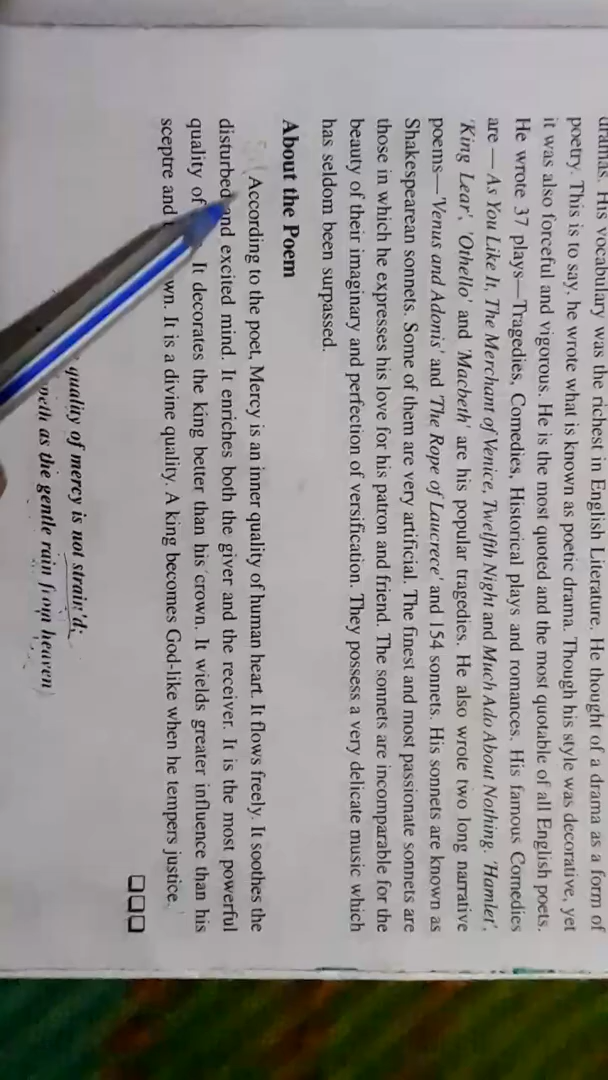 dramas. His vocabulary was the richest in English Literature. He thought of a drama as a form of
poetry. This is to say, he wrote what is known as poetic drama. Though his style was decorative, yet
it was also forceful and vigorous. He is the most quoted and the most quotable of all English poets.
He wrote 37 plays—Tragedies, Comedies, Historical plays and romances. His famous Comedies
are — As You Like It, The Merchant of Venice, Twelfth Night and Much Ado About Nothing. 'Hamlet',
'King Lear', 'Othello' and 'Macbeth' are his popular tragedies. He also wrote two long narrative
poems—'Venus and Adonis' and 'The Rope of Laucrece' and 154 sonnets. His sonnets are known as
Shakespearean sonnets. Some of them are very artificial. The finest and most passionate sonnets are
those in which he expresses his love for his patron and friend. The sonnets are incomparable for the
beauty of their imaginary and perfection of versification. They possess a very delicate music which
has seldom been surpassed.
About the Poem
According to the poet, Mercy is an inner quality of human heart. It flows freely. It soothes the
disturbed and excited mind. It enriches both the giver and the receiver. It is the most powerful
quality of It decorates the king better than his crown. It wields greater influence than his
sceptre and It is a divine quality. A king becomes God-like when he tempers justice.
quality of mercy is not strain'd;
as the gentle rain from heaven